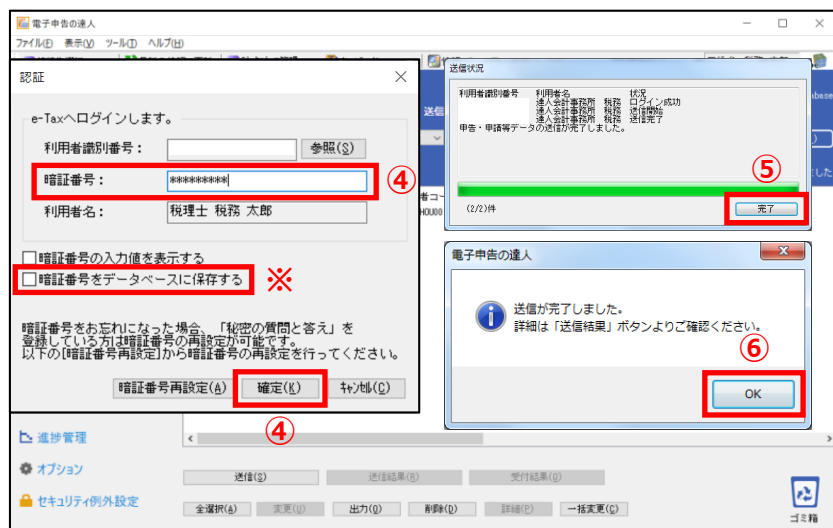 電子申告の達人
ファイル(F) 表示(V) ツール(T) ヘルプ(H)
認証
e-Taxへログインします。
利用者識別番号：
参照(S)
暗証番号：
*********
④
利用者名：
税理士 税務 太郎
暗証番号の入力値を表示する
暗証番号をデータベースに保存する
※
暗証番号をお忘れになった場合、「秘密の質問と答え」を
登録している方は暗証番号の再設定が可能です。
以下の[暗証番号再設定]から暗証番号の再設定を行ってください。
暗証番号再設定(A) 確定(K) キャンセル(C)
④
送信状況
利用者識別番号 利用者名 状況
達人会計事務所 税務 ログイン成功
達人会計事務所 税務 送信開始
達人会計事務所 税務 送信完了
申告・申請等データの送信が完了しました。
⑤
(2/2)件
完了
電子申告の達人
送信が完了しました。
詳細は「送信結果」ボタンよりご確認ください。
⑥
OK
進捗管理
オプション
セキュリティ例外設定
送信(S) 送信結果(R) 受付結果(Q)
全選択(A) 変更(U) 出力(O) 削除(D) 詳細(P) 一括変更(C)
ゴミ箱